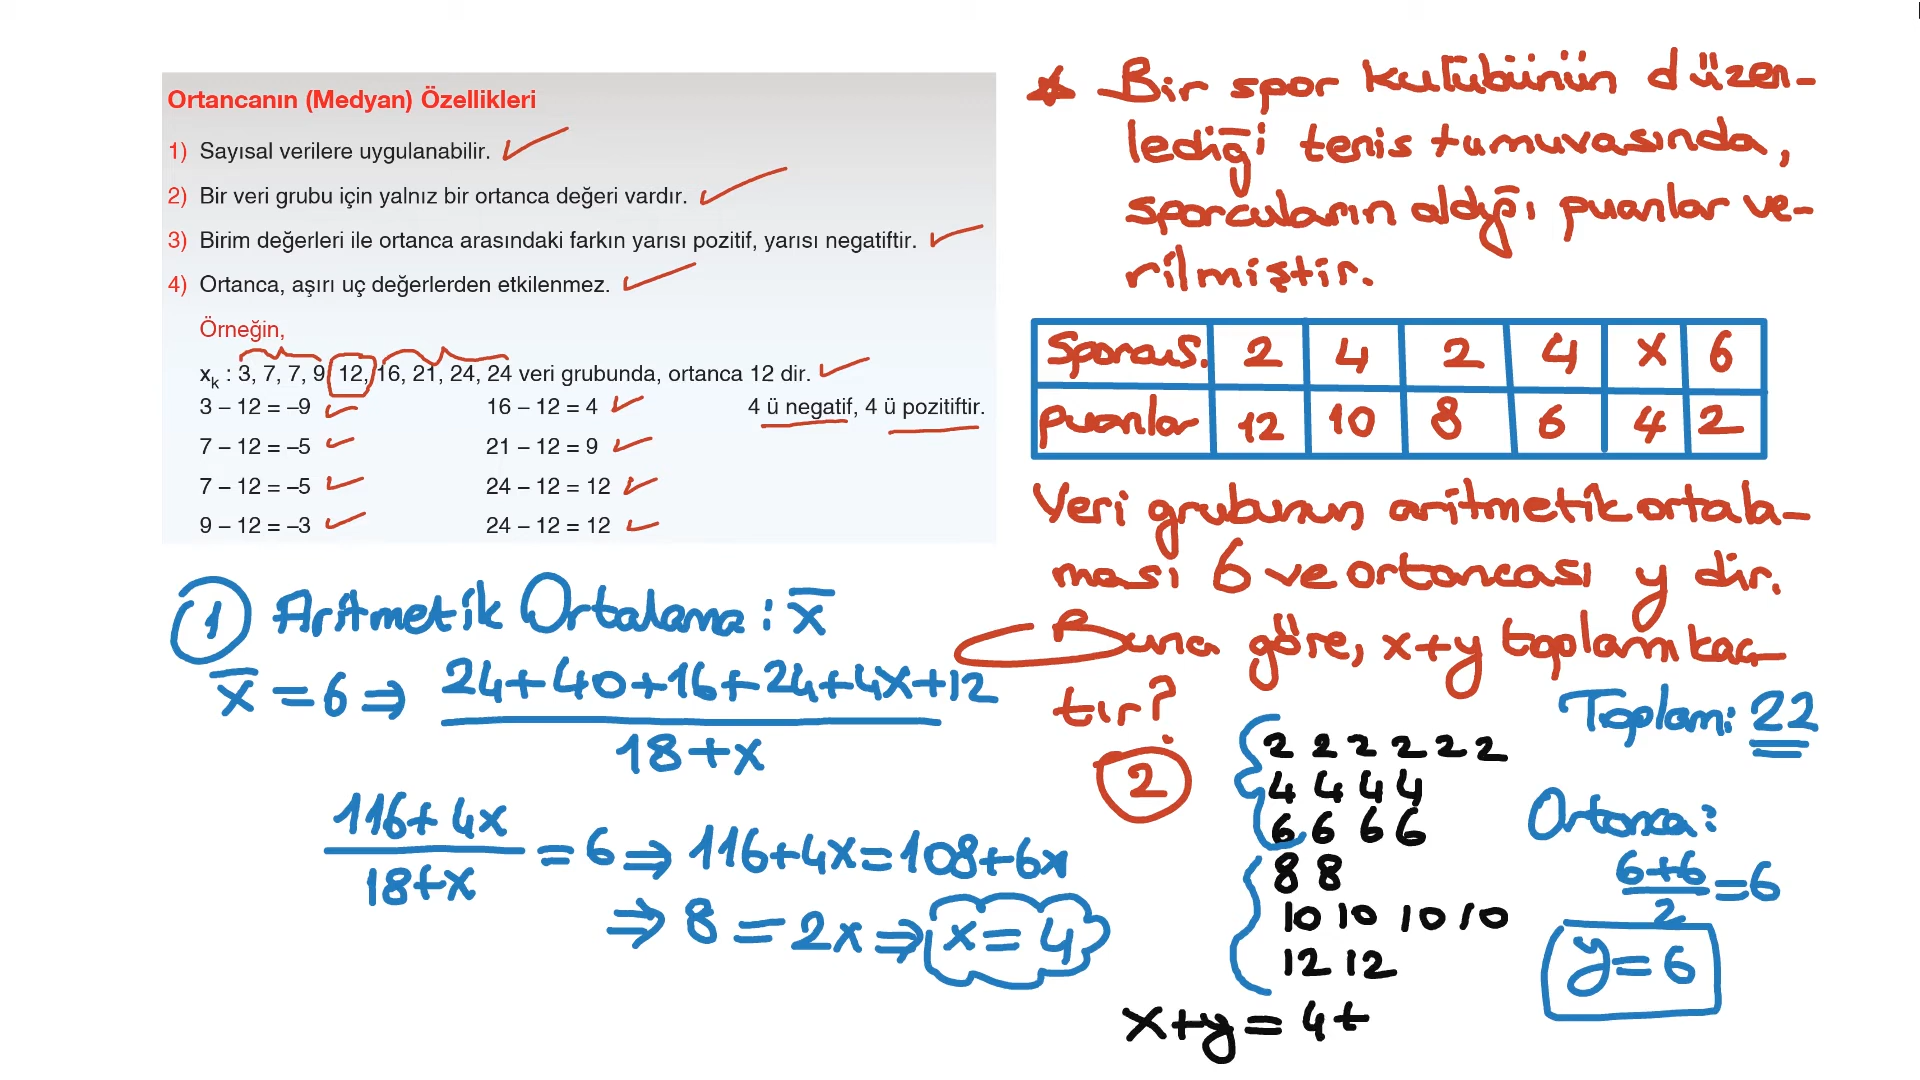 Ortancanın (Medyan) Özellikleri
1) Sayısal verilere uygulanabilir.
2) Bir veri grubu için yalnız bir ortanca değeri vardır.
3) Birim değerleri ile ortanca arasındaki farkın yarısı pozitif, yarısı negatiftir.
4) Ortanca, aşırı uç değerlerden etkilenmez.
Örneğin,
xk : 3, 7, 7, 9, 12, 16, 21, 24, 24 veri grubunda, ortanca 12 dir.
3 – 12 = –9 16 – 12 = 4 4 ü negatif, 4 ü pozitiftir.
7 – 12 = –5 21 – 12 = 9
7 – 12 = –5 24 – 12 = 12
9 – 12 = –3 24 – 12 = 12
Bir spor kulübünün düzen-
lediği tenis turnuvasında,
sporcuların aldığı puanlar ve-
rilmiştir.
Sporcu s. 2 4 2 4 x 6
Puanlar 12 10 8 6 4 2
Veri grubunun aritmetik ortala-
ması 6 ve ortancası y dir.
Buna göre, x+y toplamı kaç-
tır?
1 Aritmetik Ortalama : x̅
x̅ = 6 ⇒ 24+40+16+24+4x+12
18+x
116+4x
18+x
= 6 ⇒ 116+4x=108+6x
⇒ 8 = 2x ⇒ x = 4
2
2 2 2 2 2 2
4 4 4 4
6 6 6 6
8 8
10 10 10 10
12 12
Toplam: 22
Ortanca:
6+6
2
= 6
y = 6
x+y = 4+